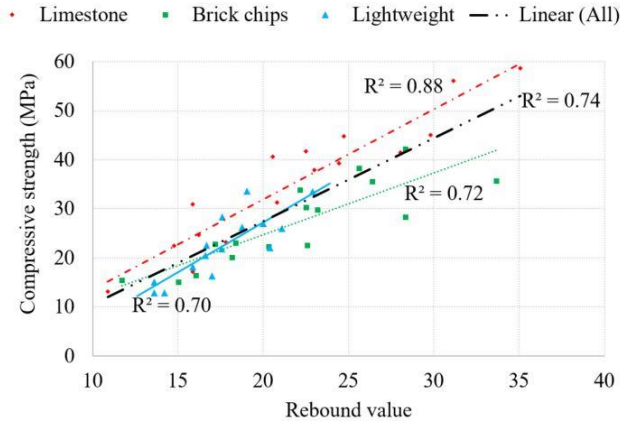 Limestone Brick chips Lightweight Linear (All)
60
50
40
30
20
10
0
Compressive strength (MPa)
R² = 0.88
R² = 0.74
R² = 0.72
R² = 0.70
10 15 20 25 30 35 40
Rebound value